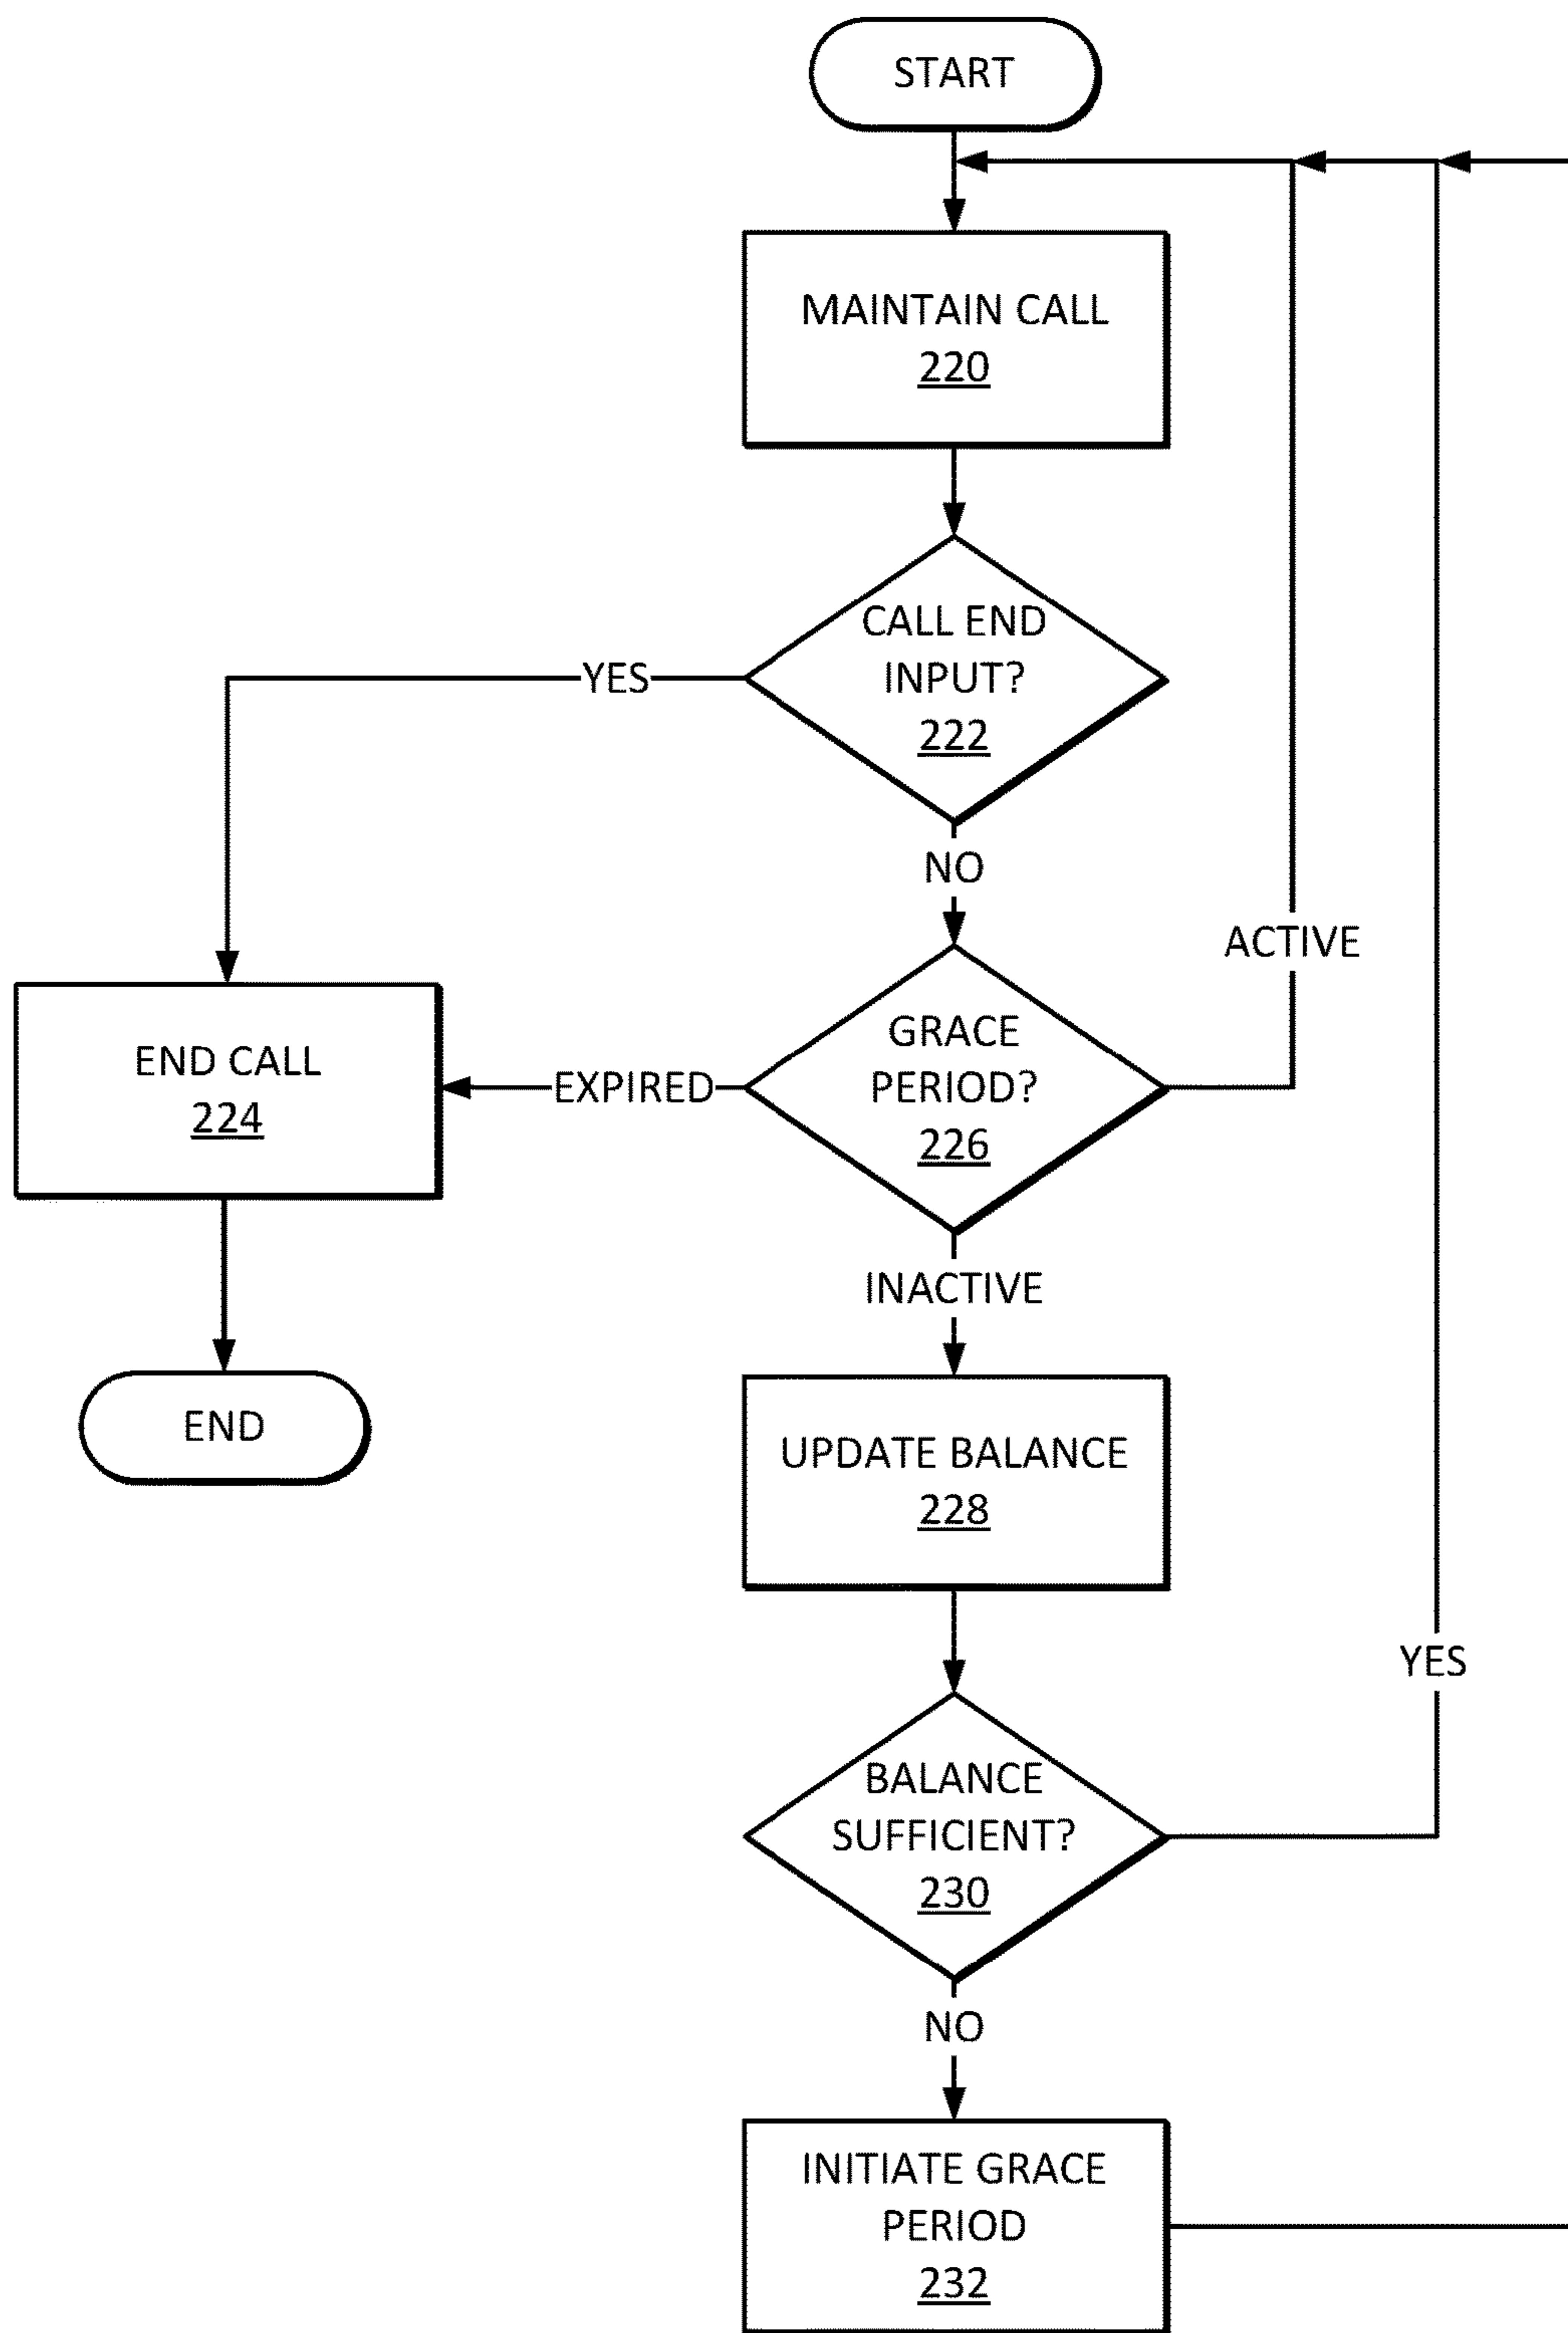 START
MAINTAIN CALL
220
CALL END
INPUT?
222
YES
NO
ACTIVE
GRACE
PERIOD?
226
EXPIRED
END CALL
224
INACTIVE
END
UPDATE BALANCE
228
YES
BALANCE
SUFFICIENT?
230
NO
INITIATE GRACE
PERIOD
232